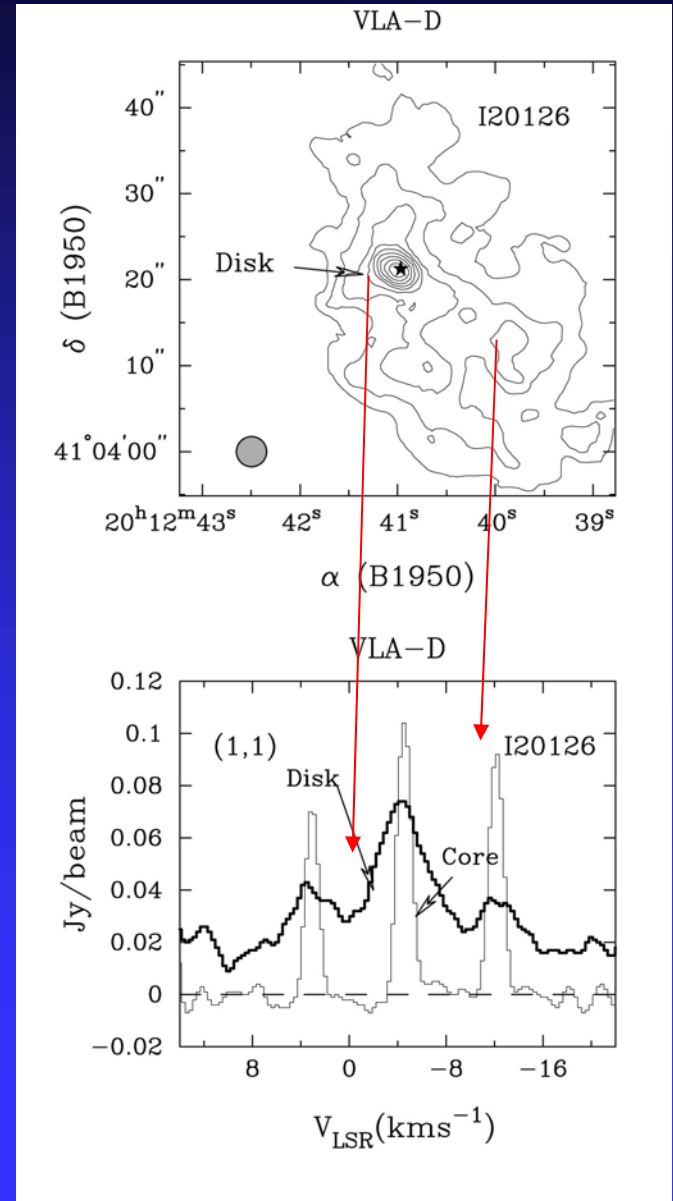 VLA−D
I20126
40″
30″
Disk
20″
10″
41°04′00″
δ (B1950)
20ʰ12ᵐ43ˢ 42ˢ 41ˢ 40ˢ 39ˢ
α (B1950)
VLA−D
0.12
0.1
(1,1)
I20126
Disk
0.08
0.06
Core
0.04
0.02
0
−0.02
Jy/beam
8 0 −8 −16
V_LSR(kms⁻¹)